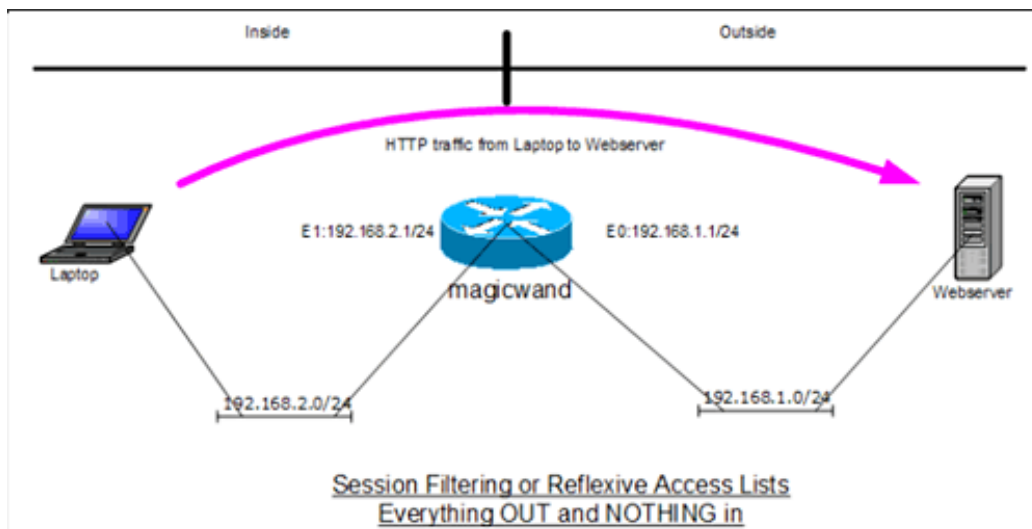 Inside
Outside
HTTP traffic from Laptop to Webserver
E1:192.168.2.1/24
E0:192.168.1.1/24
Laptop
magicwand
Webserver
192.168.2.0/24
192.168.1.0/24
Session Filtering or Reflexive Access Lists
Everything OUT and NOTHING in